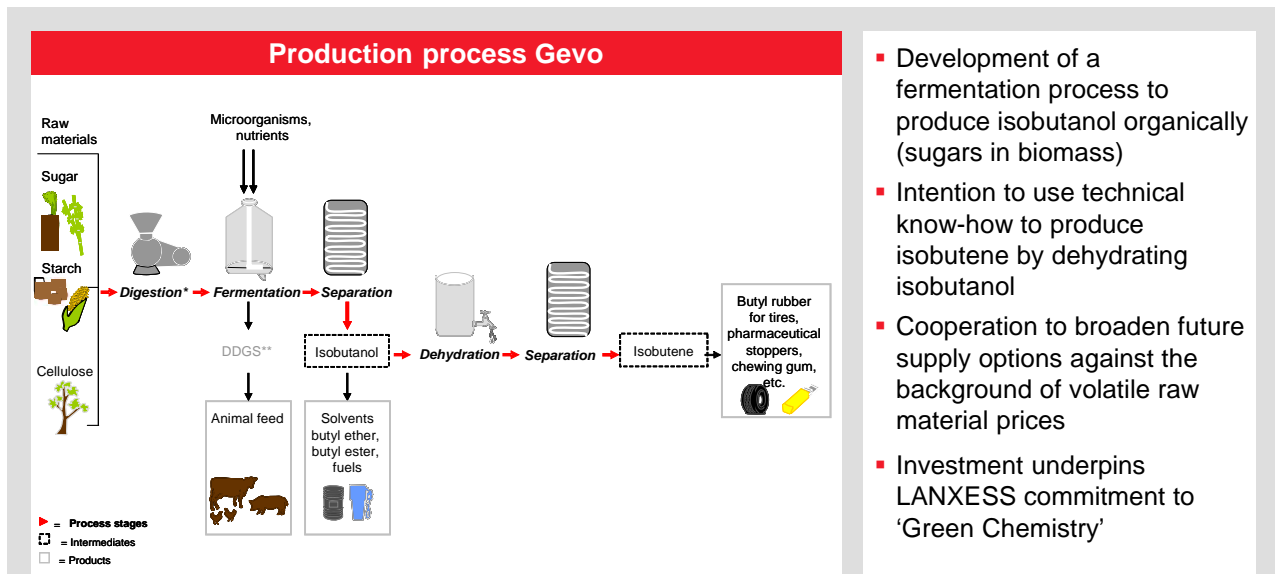 Production process Gevo
Raw
materials
Microorganisms,
nutrients
Sugar
Starch
Cellulose
Digestion*
Fermentation
Separation
DDGS**
Isobutanol
Dehydration
Separation
Isobutene
Butyl rubber
for tires,
pharmaceutical
stoppers,
chewing gum,
etc.
Animal feed
Solvents
butyl ether,
butyl ester,
fuels
= Process stages
= Intermediates
= Products
▪ Development of a
fermentation process to
produce isobutanol organically
(sugars in biomass)
▪ Intention to use technical
know-how to produce
isobutene by dehydrating
isobutanol
▪ Cooperation to broaden future
supply options against the
background of volatile raw
material prices
▪ Investment underpins
LANXESS commitment to
‘Green Chemistry’